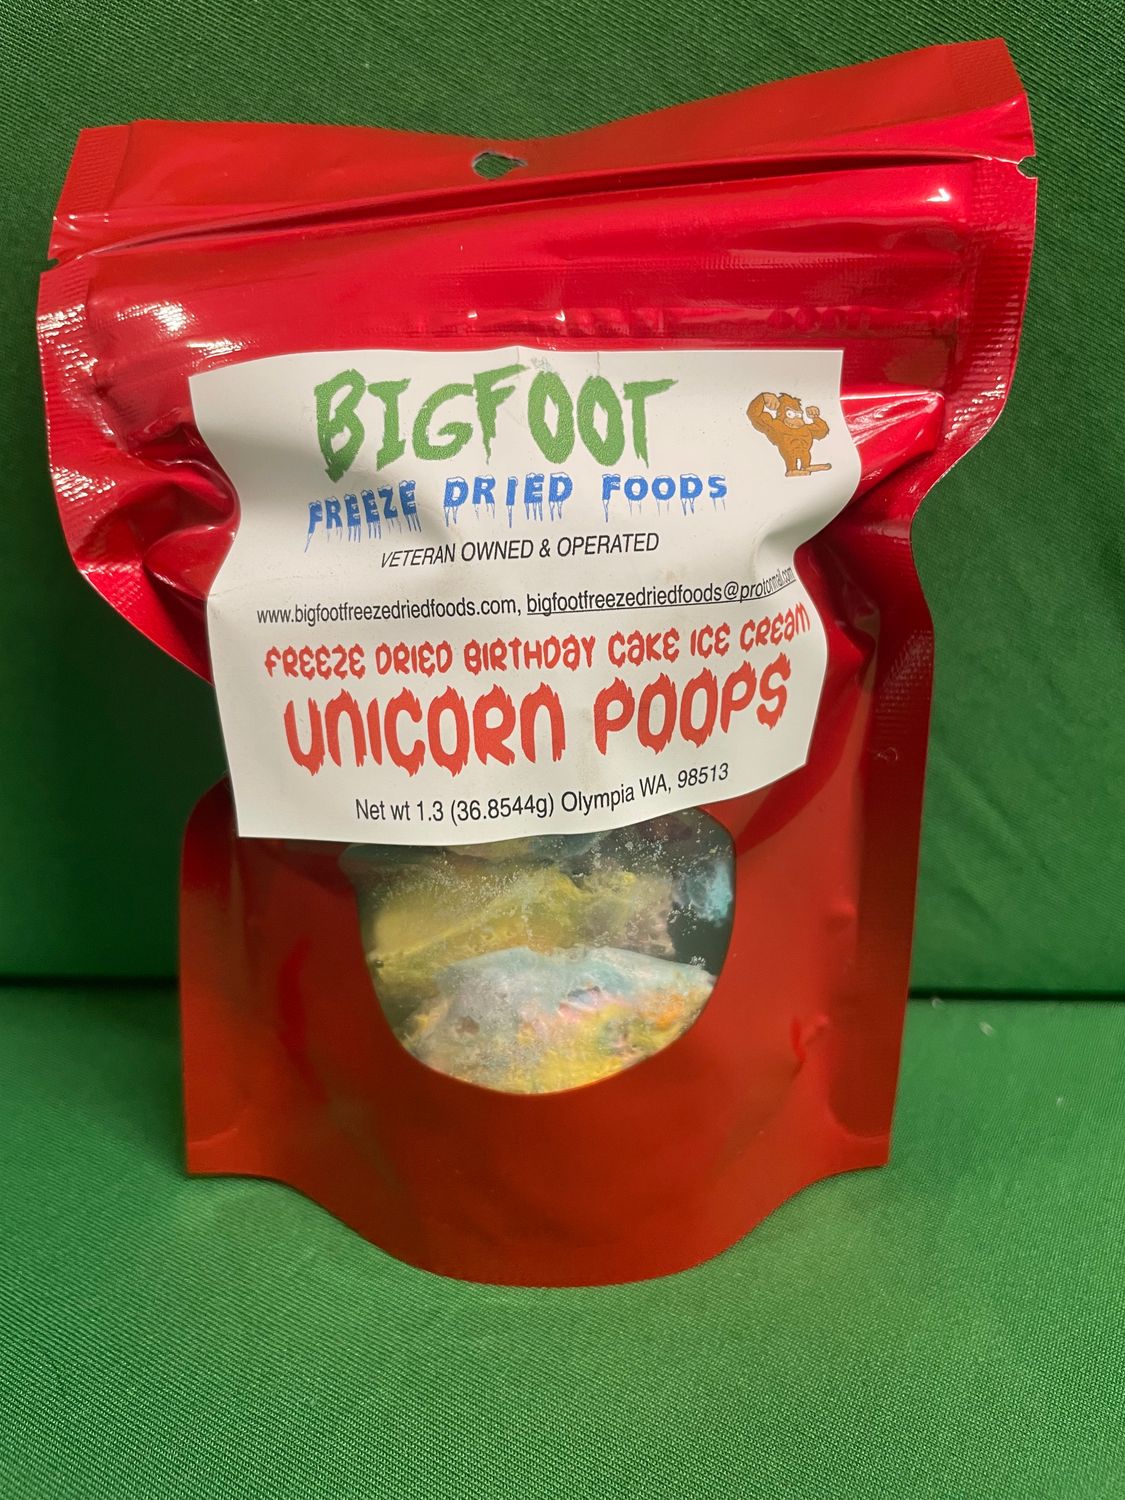 BIGFOOT
FREEZE DRIED FOODS
VETERAN OWNED & OPERATED
www.bigfootfreezedriedfoods.com, bigfootfreezedriedfoods@protonmail.com
FREEZE DRIED BIRTHDAY CAKE ICE CREAM
UNICORN POOPS
Net wt 1.3 (36.8544g) Olympia WA, 98513